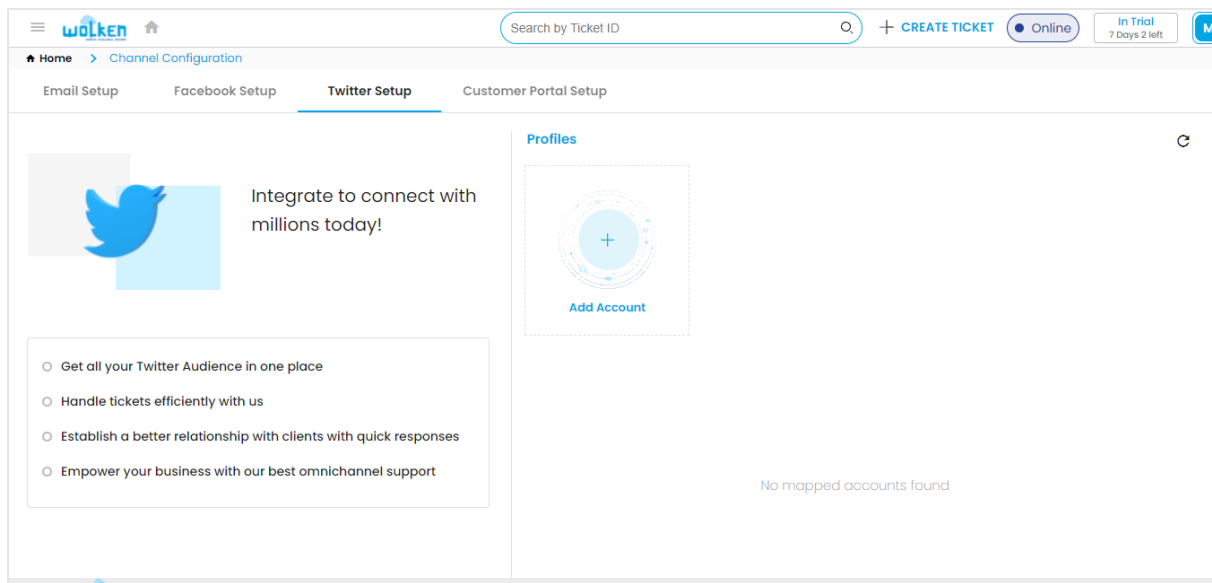 wolken
Search by Ticket ID
+ CREATE TICKET
Online
In Trial
7 Days 2 left
M
Home > Channel Configuration
Email Setup
Facebook Setup
Twitter Setup
Customer Portal Setup
Profiles
Integrate to connect with
millions today!
Add Account
Get all your Twitter Audience in one place
Handle tickets efficiently with us
Establish a better relationship with clients with quick responses
Empower your business with our best omnichannel support
No mapped accounts found